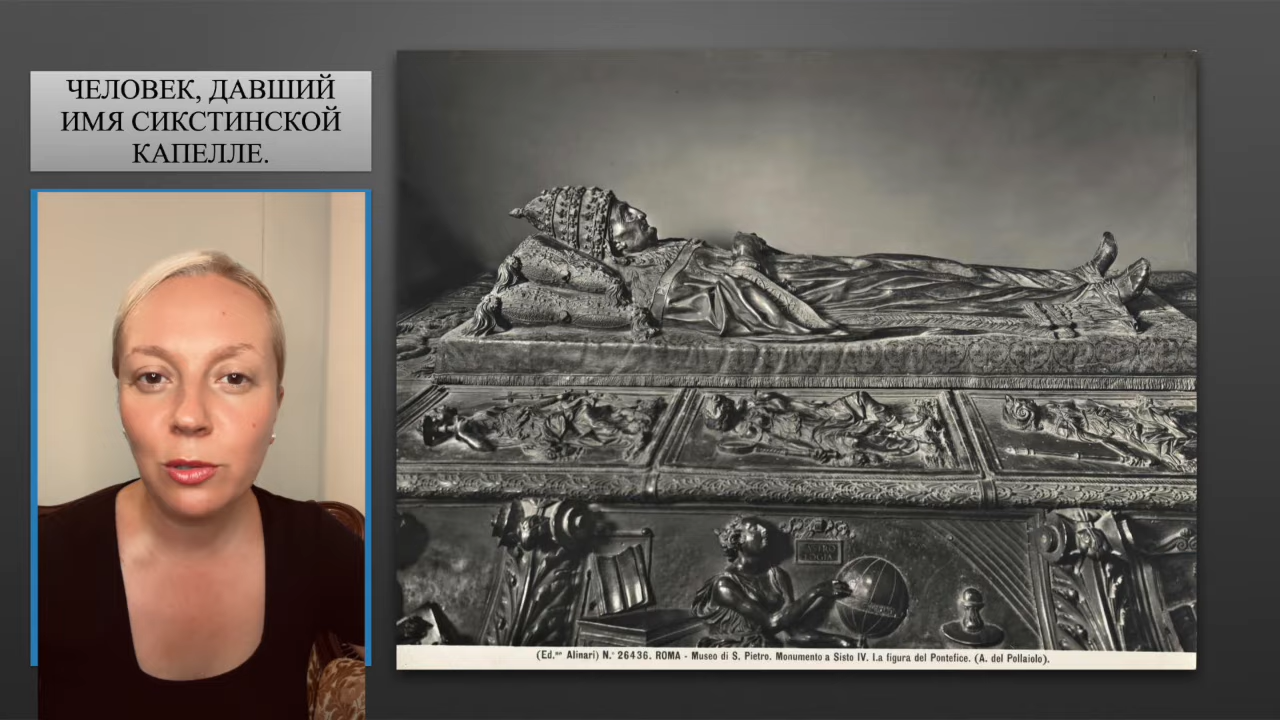 ЧЕЛОВЕК, ДАВШИЙ
ИМЯ СИКСТИНСКОЙ
КАПЕЛЛЕ.
(Ed.ⁿᵉ Alinari) N.º 26436. ROMA - Museo di S. Pietro. Monumento a Sisto IV. La figura del Pontefice. (A. del Pollaiolo).